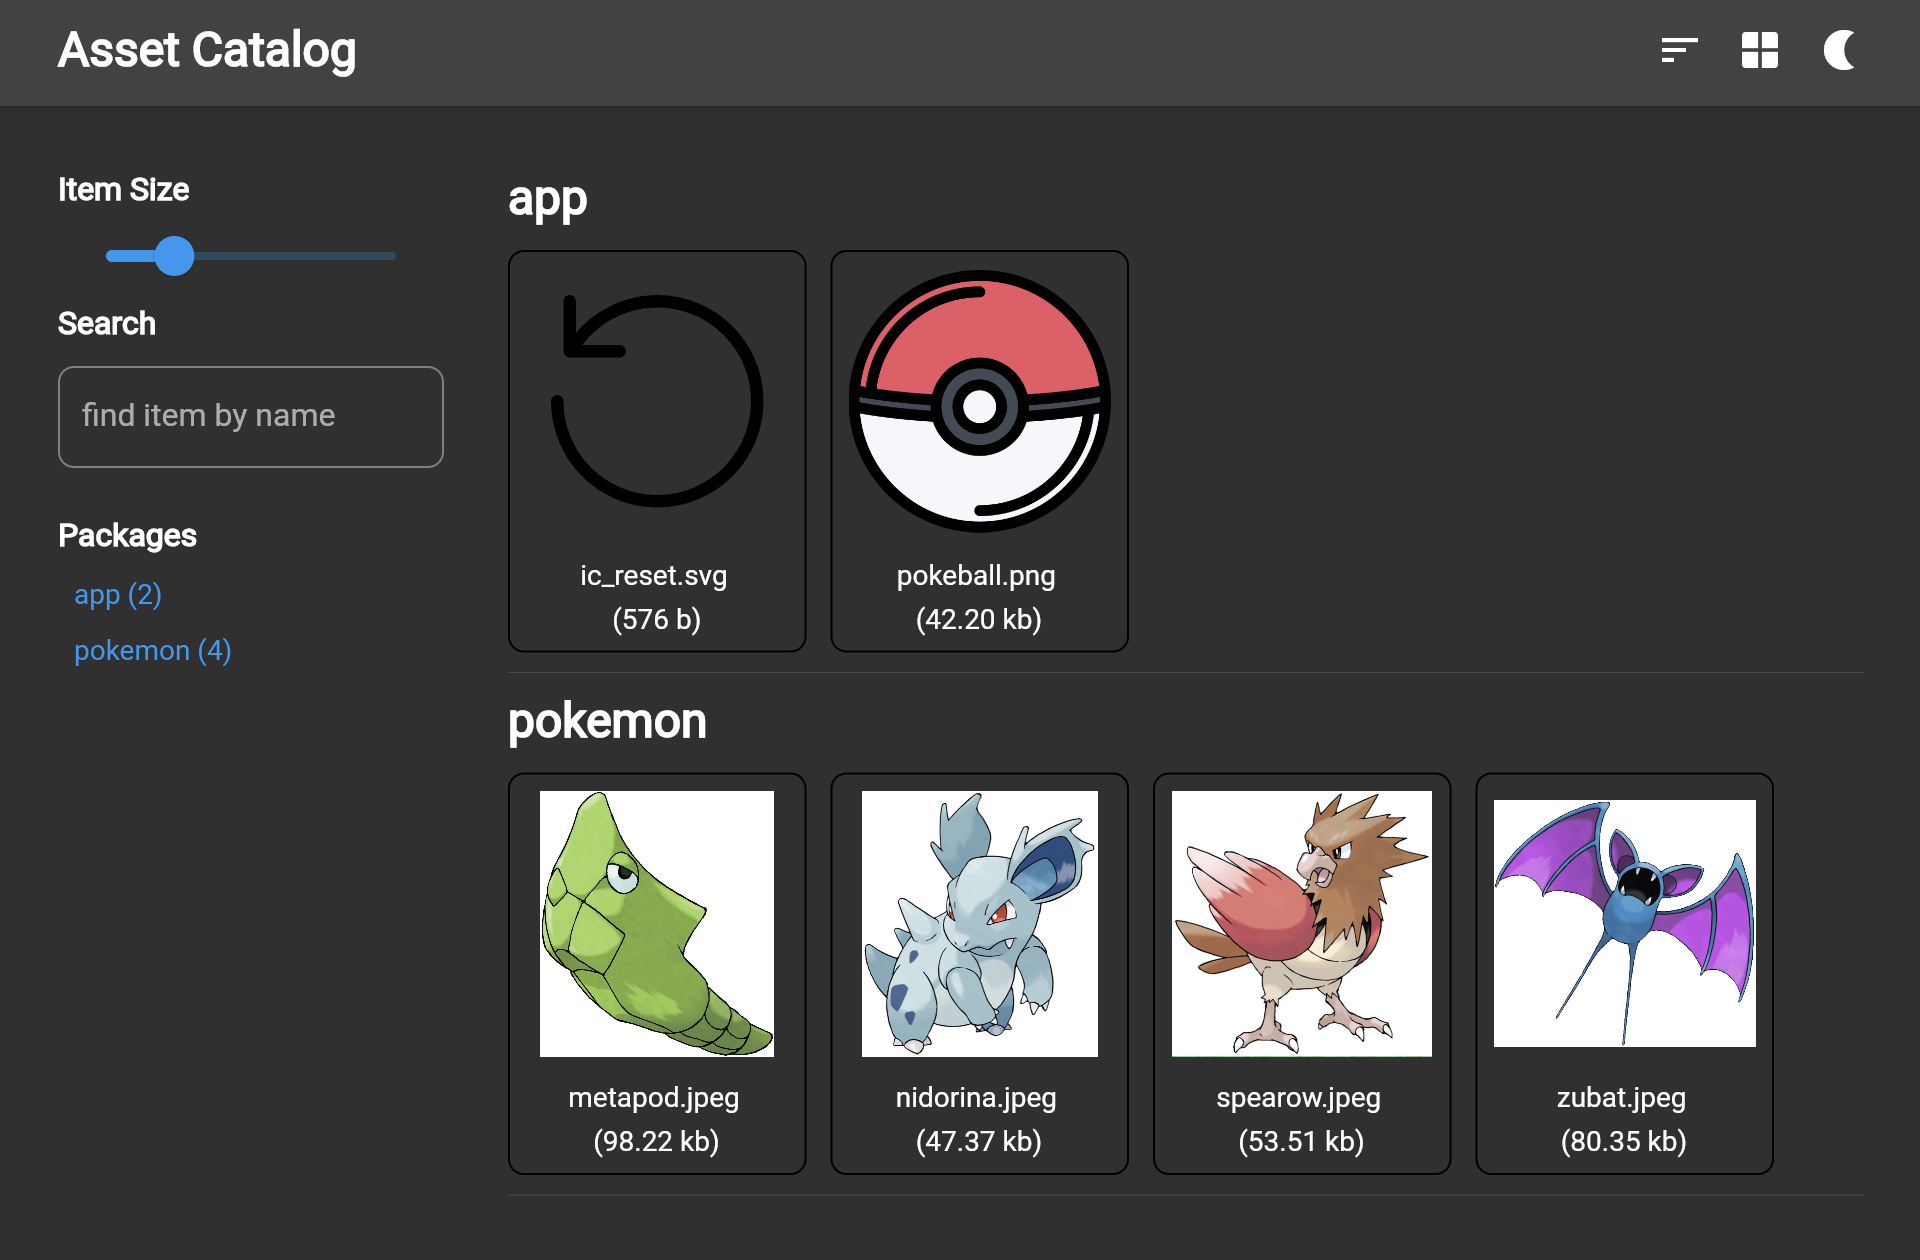 Asset Catalog
Item Size
Search
find item by name
Packages
app (2)
pokemon (4)
app
ic_reset.svg
(576 b)
pokeball.png
(42.20 kb)
pokemon
metapod.jpeg
(98.22 kb)
nidorina.jpeg
(47.37 kb)
spearow.jpeg
(53.51 kb)
zubat.jpeg
(80.35 kb)